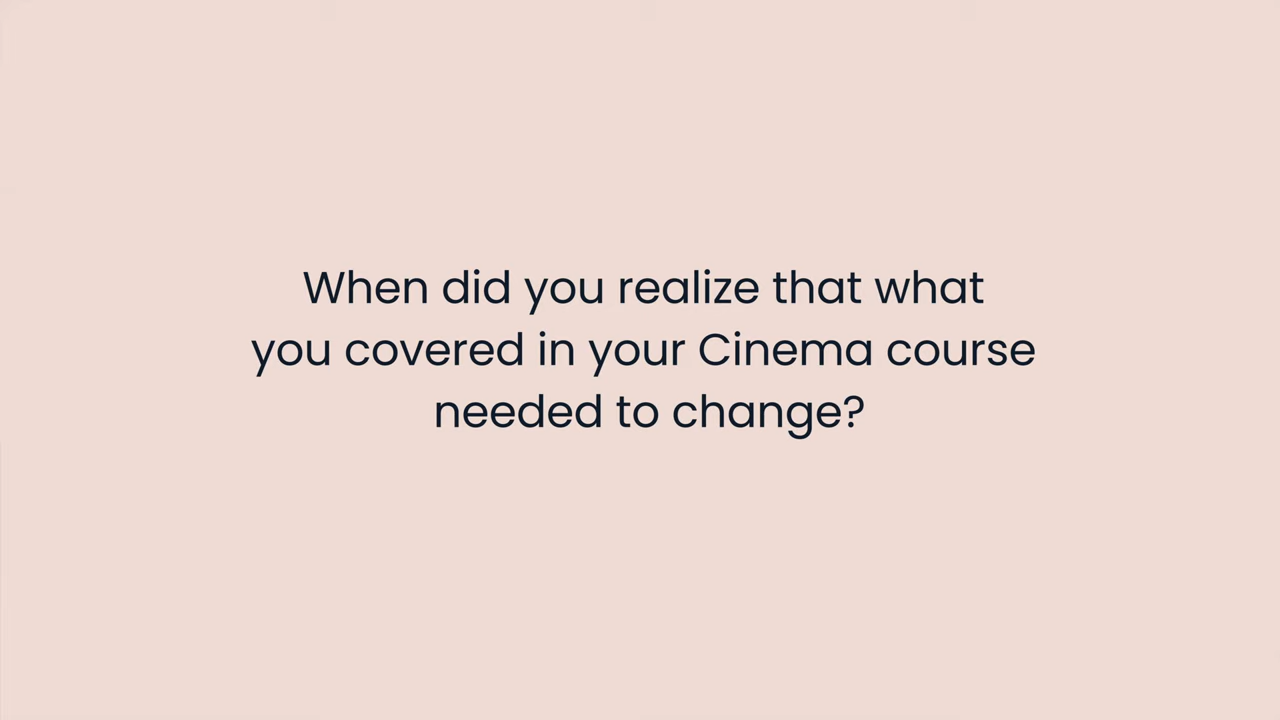 When did you realize that what
you covered in your Cinema course
needed to change?